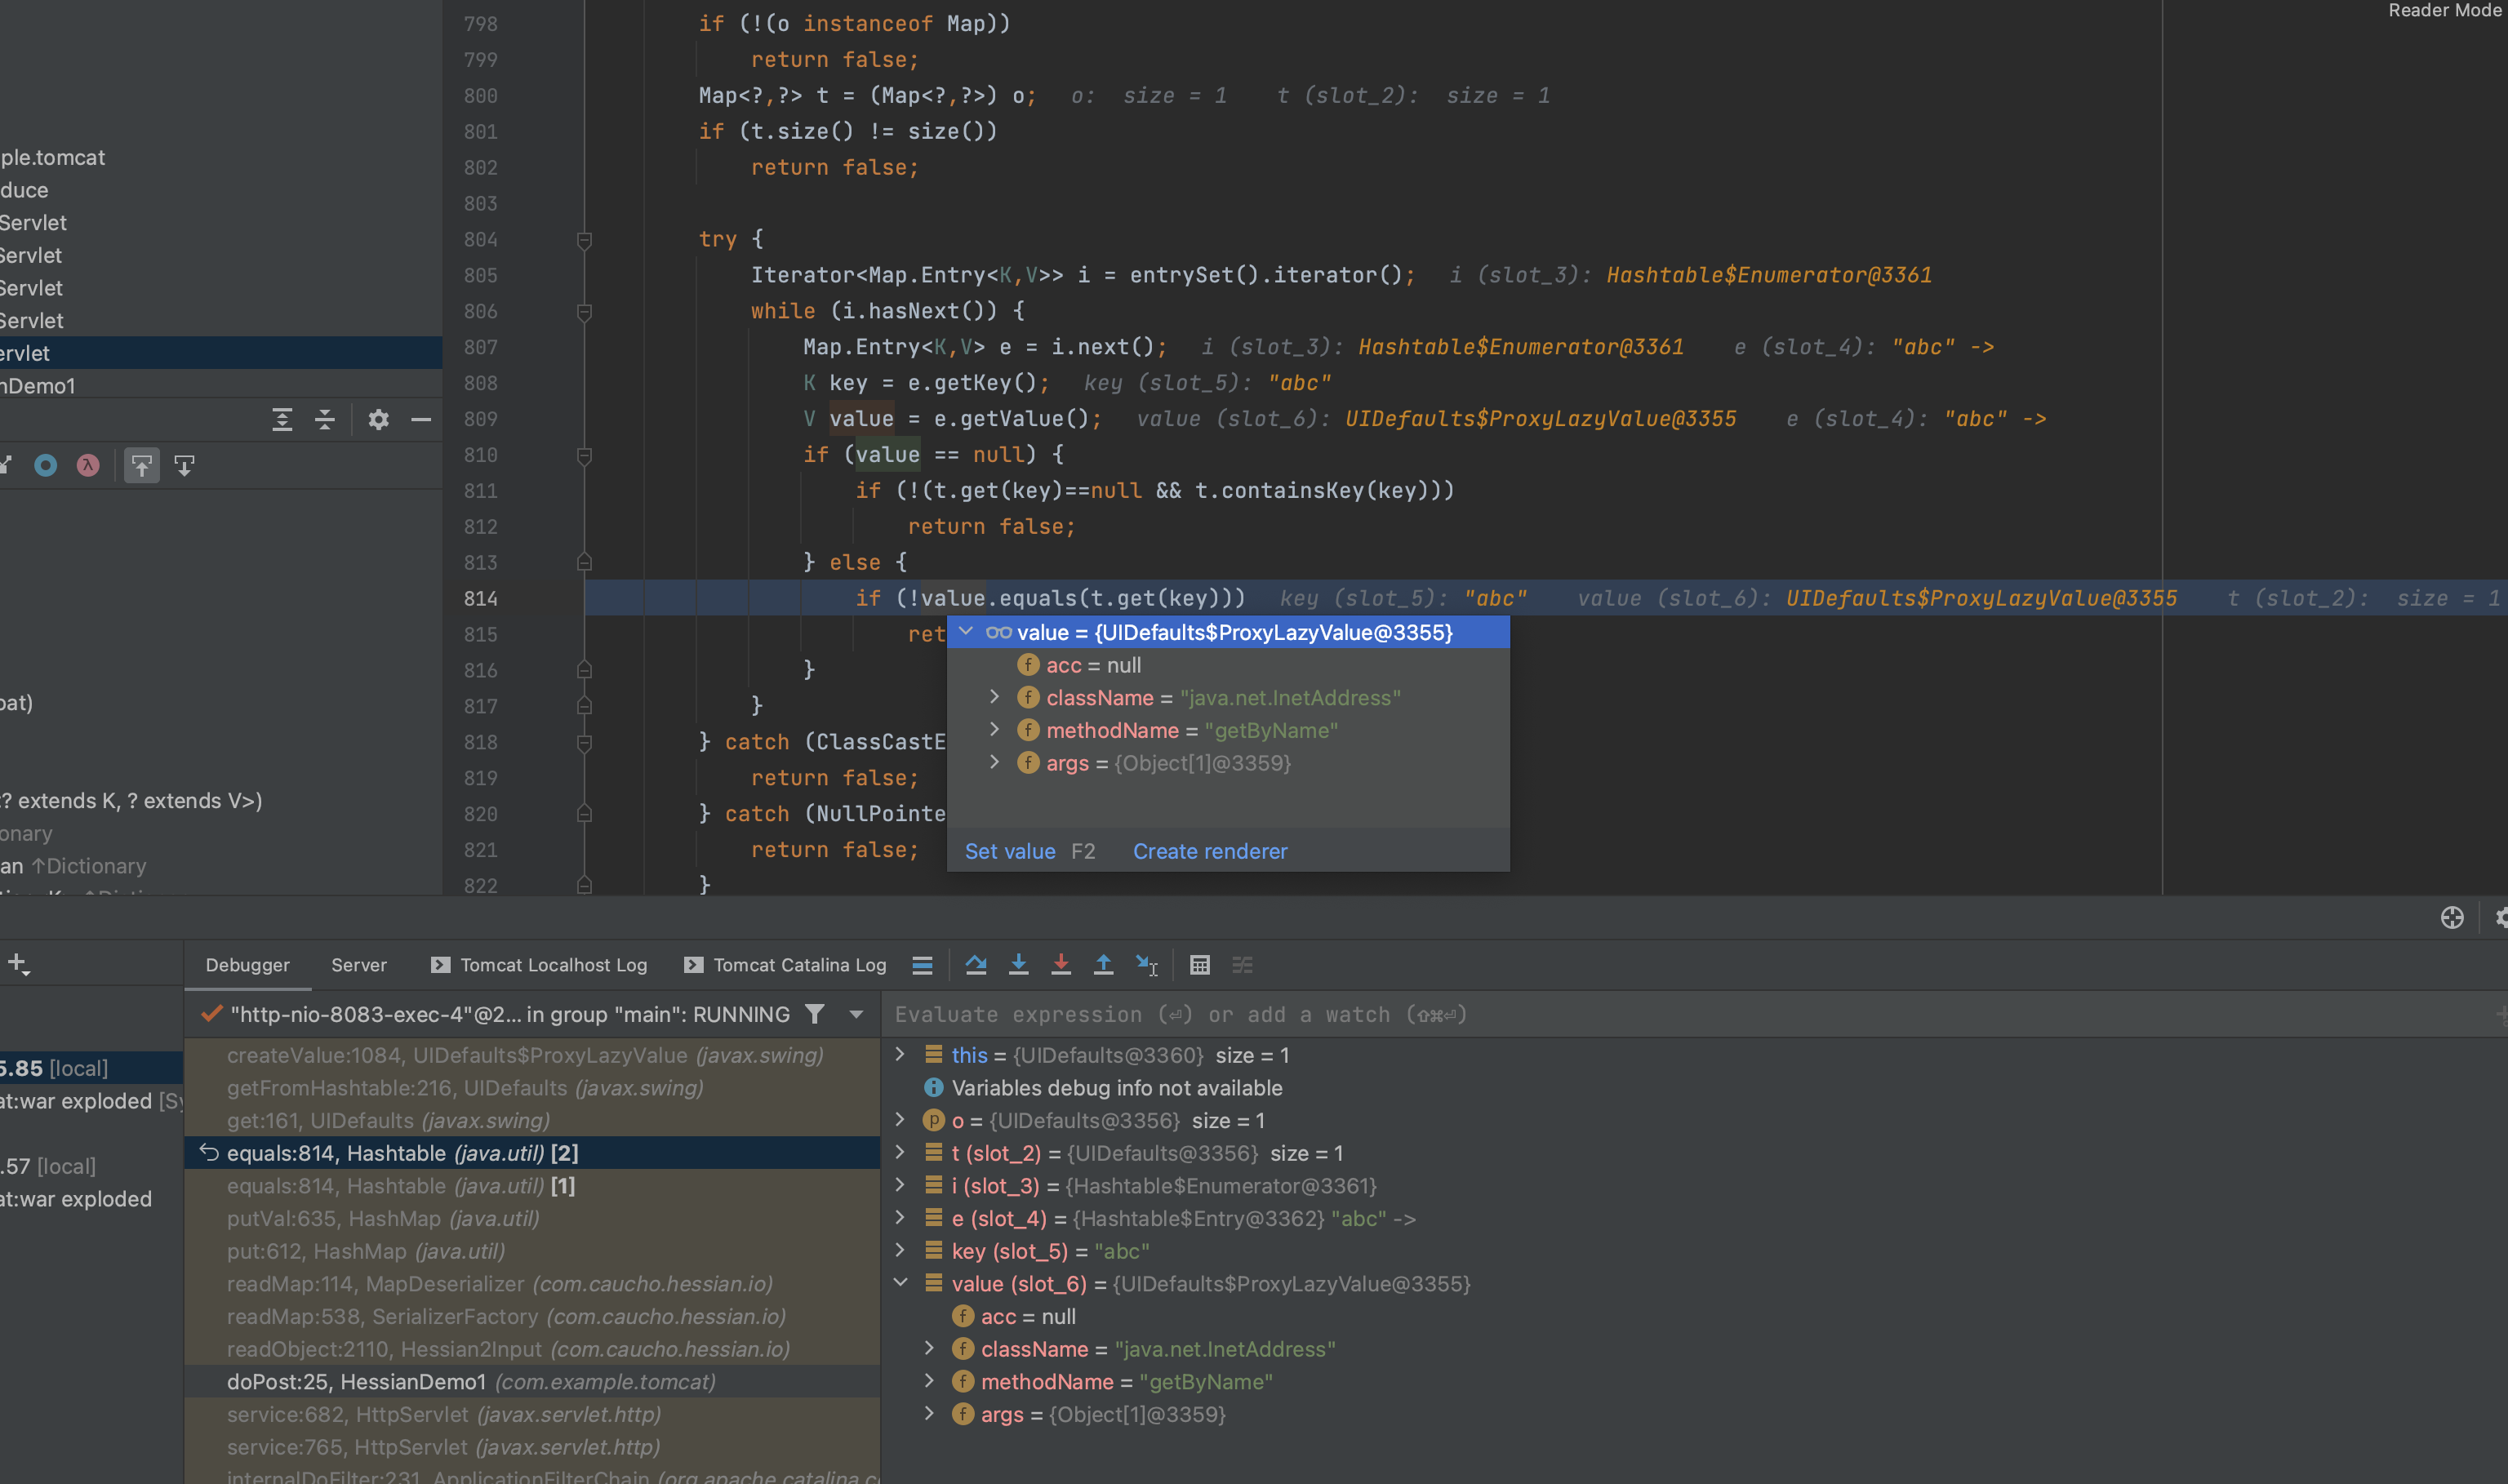 Reader Mode
798 if (!(o instanceof Map))
799 return false;
800 Map<?,?> t = (Map<?,?>) o; o: size = 1 t (slot_2): size = 1
801 if (t.size() != size())
802 return false;
803
804 try {
805 Iterator<Map.Entry<K,V>> i = entrySet().iterator(); i (slot_3): Hashtable$Enumerator@3361
806 while (i.hasNext()) {
807 Map.Entry<K,V> e = i.next(); i (slot_3): Hashtable$Enumerator@3361 e (slot_4): "abc" ->
808 K key = e.getKey(); key (slot_5): "abc"
809 V value = e.getValue(); value (slot_6): UIDefaults$ProxyLazyValue@3355 e (slot_4): "abc" ->
810 if (value == null) {
811 if (!(t.get(key)==null && t.containsKey(key)))
812 return false;
813 } else {
814 if (!value.equals(t.get(key))) key (slot_5): "abc" value (slot_6): UIDefaults$ProxyLazyValue@3355 t (slot_2): size = 1
815 ret
816 }
817 }
818 } catch (ClassCastE
819 return false;
820 } catch (NullPointe
821 return false;
822 }
value = {UIDefaults$ProxyLazyValue@3355}
f acc = null
f className = "java.net.InetAddress"
f methodName = "getByName"
f args = {Object[1]@3359}
Set value F2 Create renderer
ple.tomcat
duce
Servlet
Servlet
Servlet
Servlet
ervlet
nDemo1
λ
oat)
:? extends K, ? extends V>)
onary
an ↑Dictionary
Debugger Server Tomcat Localhost Log Tomcat Catalina Log
"http-nio-8083-exec-4"@2... in group "main": RUNNING
Evaluate expression (⏎) or add a watch (⇧⌘⏎)
5.85 [local]
at:war exploded [Sy
.57 [local]
at:war exploded
createValue:1084, UIDefaults$ProxyLazyValue (javax.swing)
getFromHashtable:216, UIDefaults (javax.swing)
get:161, UIDefaults (javax.swing)
equals:814, Hashtable (java.util) [2]
equals:814, Hashtable (java.util) [1]
putVal:635, HashMap (java.util)
put:612, HashMap (java.util)
readMap:114, MapDeserializer (com.caucho.hessian.io)
readMap:538, SerializerFactory (com.caucho.hessian.io)
readObject:2110, Hessian2Input (com.caucho.hessian.io)
doPost:25, HessianDemo1 (com.example.tomcat)
service:682, HttpServlet (javax.servlet.http)
service:765, HttpServlet (javax.servlet.http)
internalDoFilter:231, ApplicationFilterChain (org.apache.catalina.c
this = {UIDefaults@3360} size = 1
Variables debug info not available
p o = {UIDefaults@3356} size = 1
t (slot_2) = {UIDefaults@3356} size = 1
i (slot_3) = {Hashtable$Enumerator@3361}
e (slot_4) = {Hashtable$Entry@3362} "abc" ->
key (slot_5) = "abc"
value (slot_6) = {UIDefaults$ProxyLazyValue@3355}
f acc = null
f className = "java.net.InetAddress"
f methodName = "getByName"
f args = {Object[1]@3359}